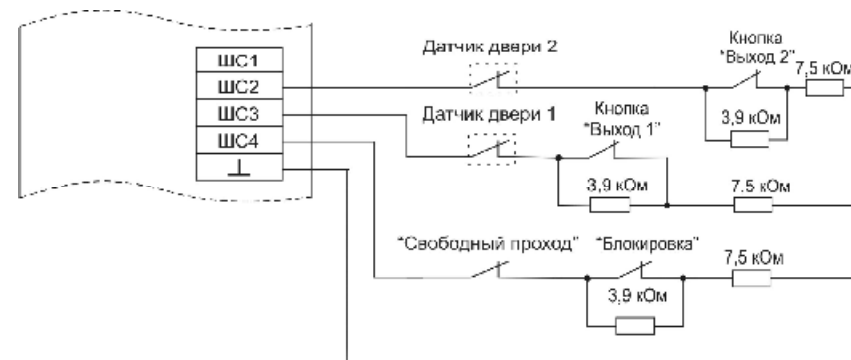 ШС1
ШС2
ШС3
ШС4
Датчик двери 2
Кнопка
"Выход 2"
7,5 кОм
3,9 кОм
Датчик двери 1
Кнопка
"Выход 1"
3,9 кОм
7.5 кОм
"Свободный проход"
"Блокировка"
7,5 кОм
3,9 кОм